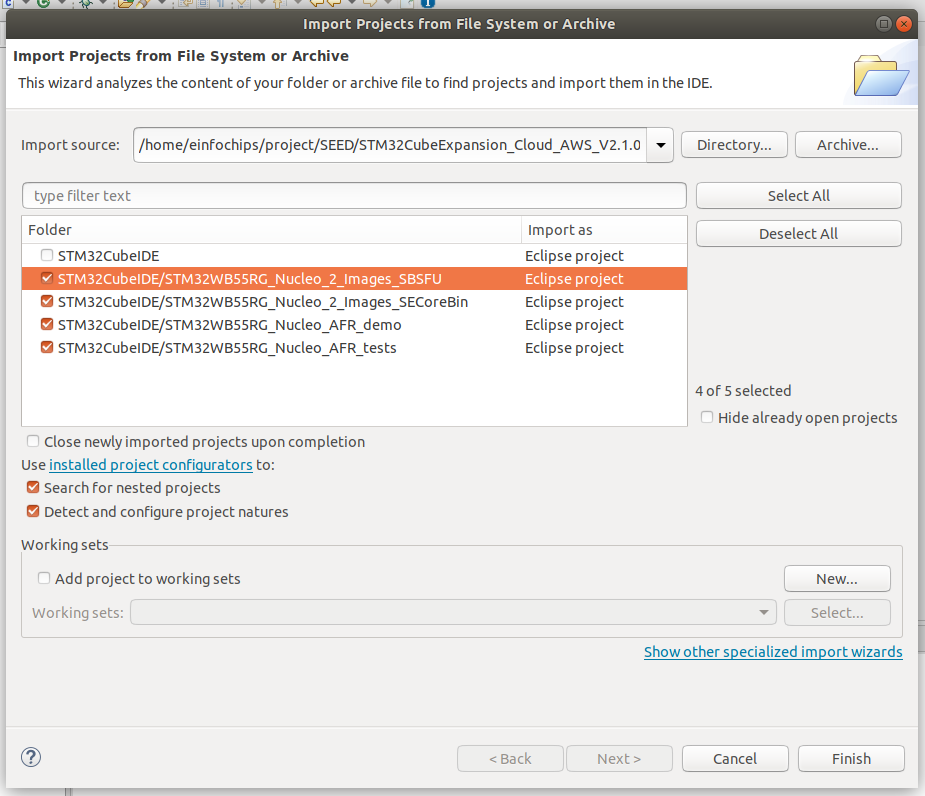 Import Projects from File System or Archive
Import Projects from File System or Archive
This wizard analyzes the content of your folder or archive file to find projects and import them in the IDE.
Import source: /home/einfochips/project/SEED/STM32CubeExpansion_Cloud_AWS_V2.1.0 Directory... Archive...
type filter text Select All
Folder Import as Deselect All
STM32CubeIDE Eclipse project
STM32CubeIDE/STM32WB55RG_Nucleo_2_Images_SBSFU Eclipse project
STM32CubeIDE/STM32WB55RG_Nucleo_2_Images_SECoreBin Eclipse project
STM32CubeIDE/STM32WB55RG_Nucleo_AFR_demo Eclipse project
STM32CubeIDE/STM32WB55RG_Nucleo_AFR_tests Eclipse project
4 of 5 selected
Hide already open projects
Close newly imported projects upon completion
Use installed project configurators to:
Search for nested projects
Detect and configure project natures
Working sets
Add project to working sets New...
Working sets: Select...
Show other specialized import wizards
? < Back Next > Cancel Finish